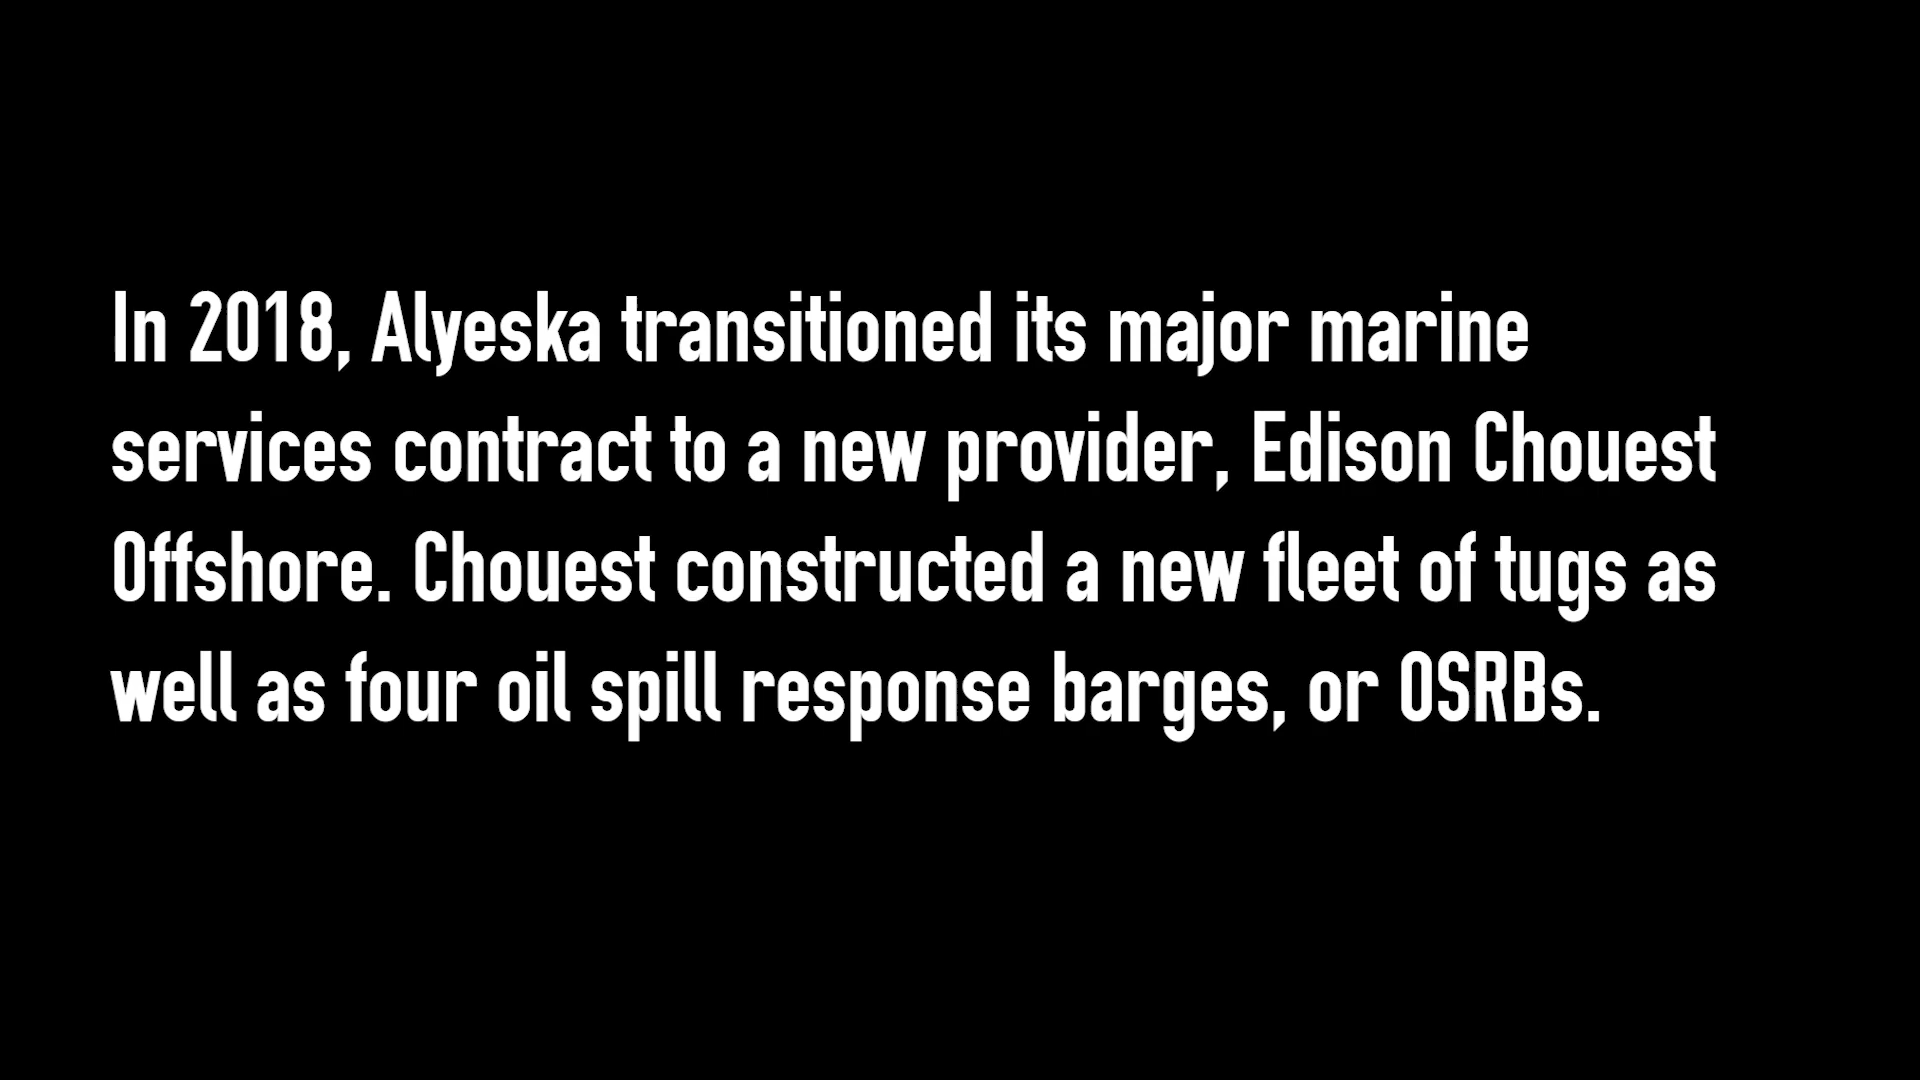 In 2018, Alyeska transitioned its major marine
services contract to a new provider, Edison Chouest
Offshore. Chouest constructed a new fleet of tugs as
well as four oil spill response barges, or OSRBs.